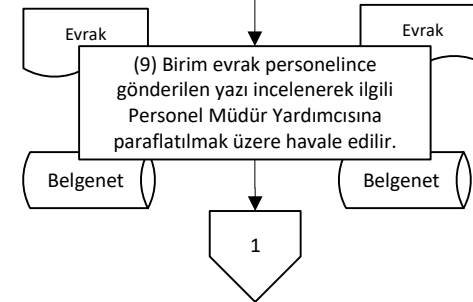 Evrak
Evrak
(9) Birim evrak personelince
gönderilen yazı incelenerek ilgili
Personel Müdür Yardımcısına
paraflatılmak üzere havale edilir.
Belgenet
Belgenet
1